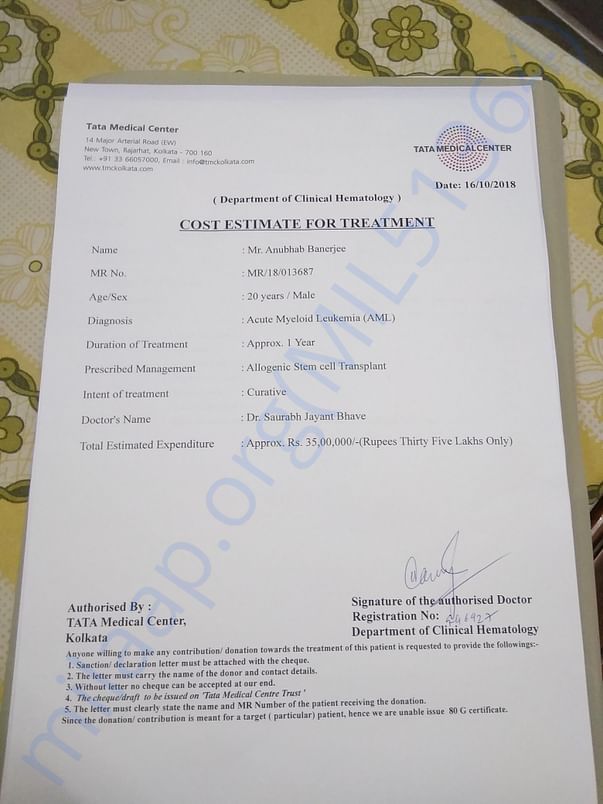 Tata Medical Center
14 Major Arterial Road (EW)
New Town, Rajarhat, Kolkata - 700 160
Tel.: +91 33 66057000, Email : info@tmckolkata.com
www.tmckolkata.com
TATA MEDICAL CENTER
Date: 16/10/2018
( Department of Clinical Hematology )
COST ESTIMATE FOR TREATMENT
Name : Mr. Anubhab Banerjee
MR No. : MR/18/013687
Age/Sex : 20 years / Male
Diagnosis : Acute Myeloid Leukemia (AML)
Duration of Treatment : Approx. 1 Year
Prescribed Management : Allogenic Stem cell Transplant
Intent of treatment : Curative
Doctor's Name : Dr. Saurabh Jayant Bhave
Total Estimated Expenditure : Approx. Rs. 35,00,000/-(Rupees Thirty Five Lakhs Only)
Authorised By :
TATA Medical Center,
Kolkata
Signature of the authorised Doctor
Registration No:
Department of Clinical Hematology
Anyone willing to make any contribution/ donation towards the treatment of this patient is requested to provide the followings:-
1. Sanction/ declaration letter must be attached with the cheque.
2. The letter must carry the name of the donor and contact details.
3. Without letter no cheque can be accepted at our end.
4. The cheque/draft to be issued on 'Tata Medical Centre Trust '
5. The letter must clearly state the name and MR Number of the patient receiving the donation.
Since the donation/ contribution is meant for a target ( particular) patient, hence we are unable issue 80 G certificate.